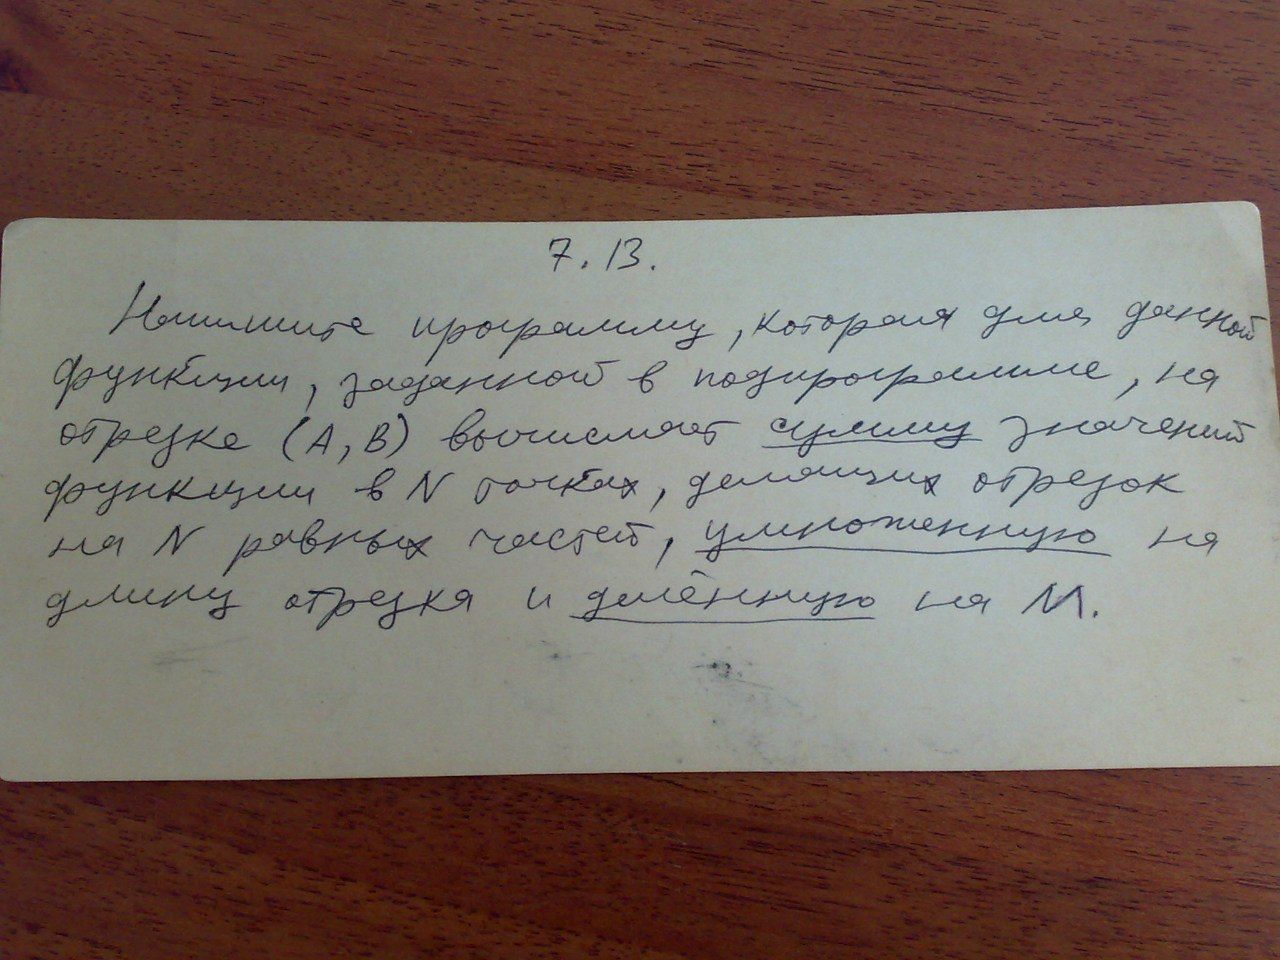 7.13.
Напишите программу, которая для данной
функции, заданной в подпрограмме, на
отрезке (А, В) вычисляет сумму значений
функции в N точках, делящих отрезок
на N равных частей, умноженную на
длину отрезка и делённую на М.